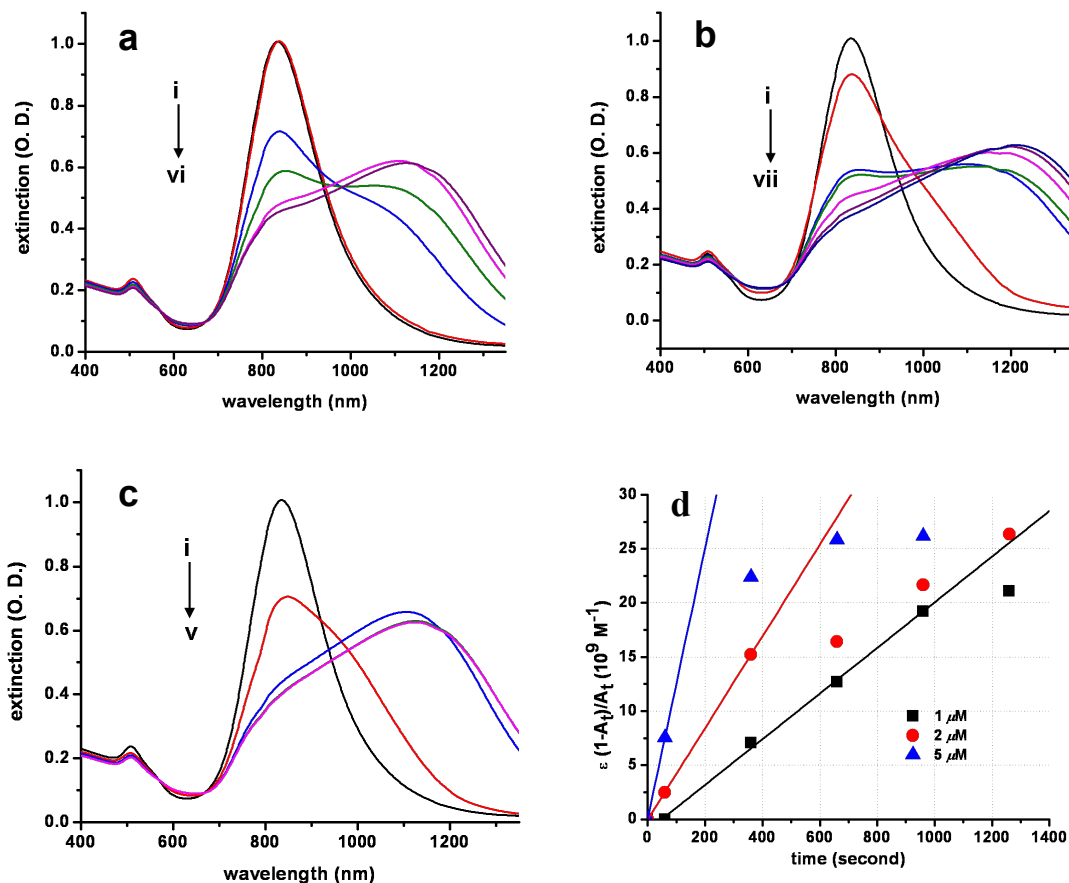 a
i
vi
extinction (O. D.)
1.0
0.8
0.6
0.4
0.2
0.0
400 600 800 1000 1200
wavelength (nm)
b
i
vii
extinction (O. D.)
1.0
0.8
0.6
0.4
0.2
0.0
400 600 800 1000 1200
wavelength (nm)
c
i
v
extinction (O. D.)
1.0
0.8
0.6
0.4
0.2
0.0
400 600 800 1000 1200
wavelength (nm)
d
ε (1-At)/At (10⁹ M⁻¹)
30
25
20
15
10
5
0
1 μM
2 μM
5 μM
0 200 400 600 800 1000 1200 1400
time (second)